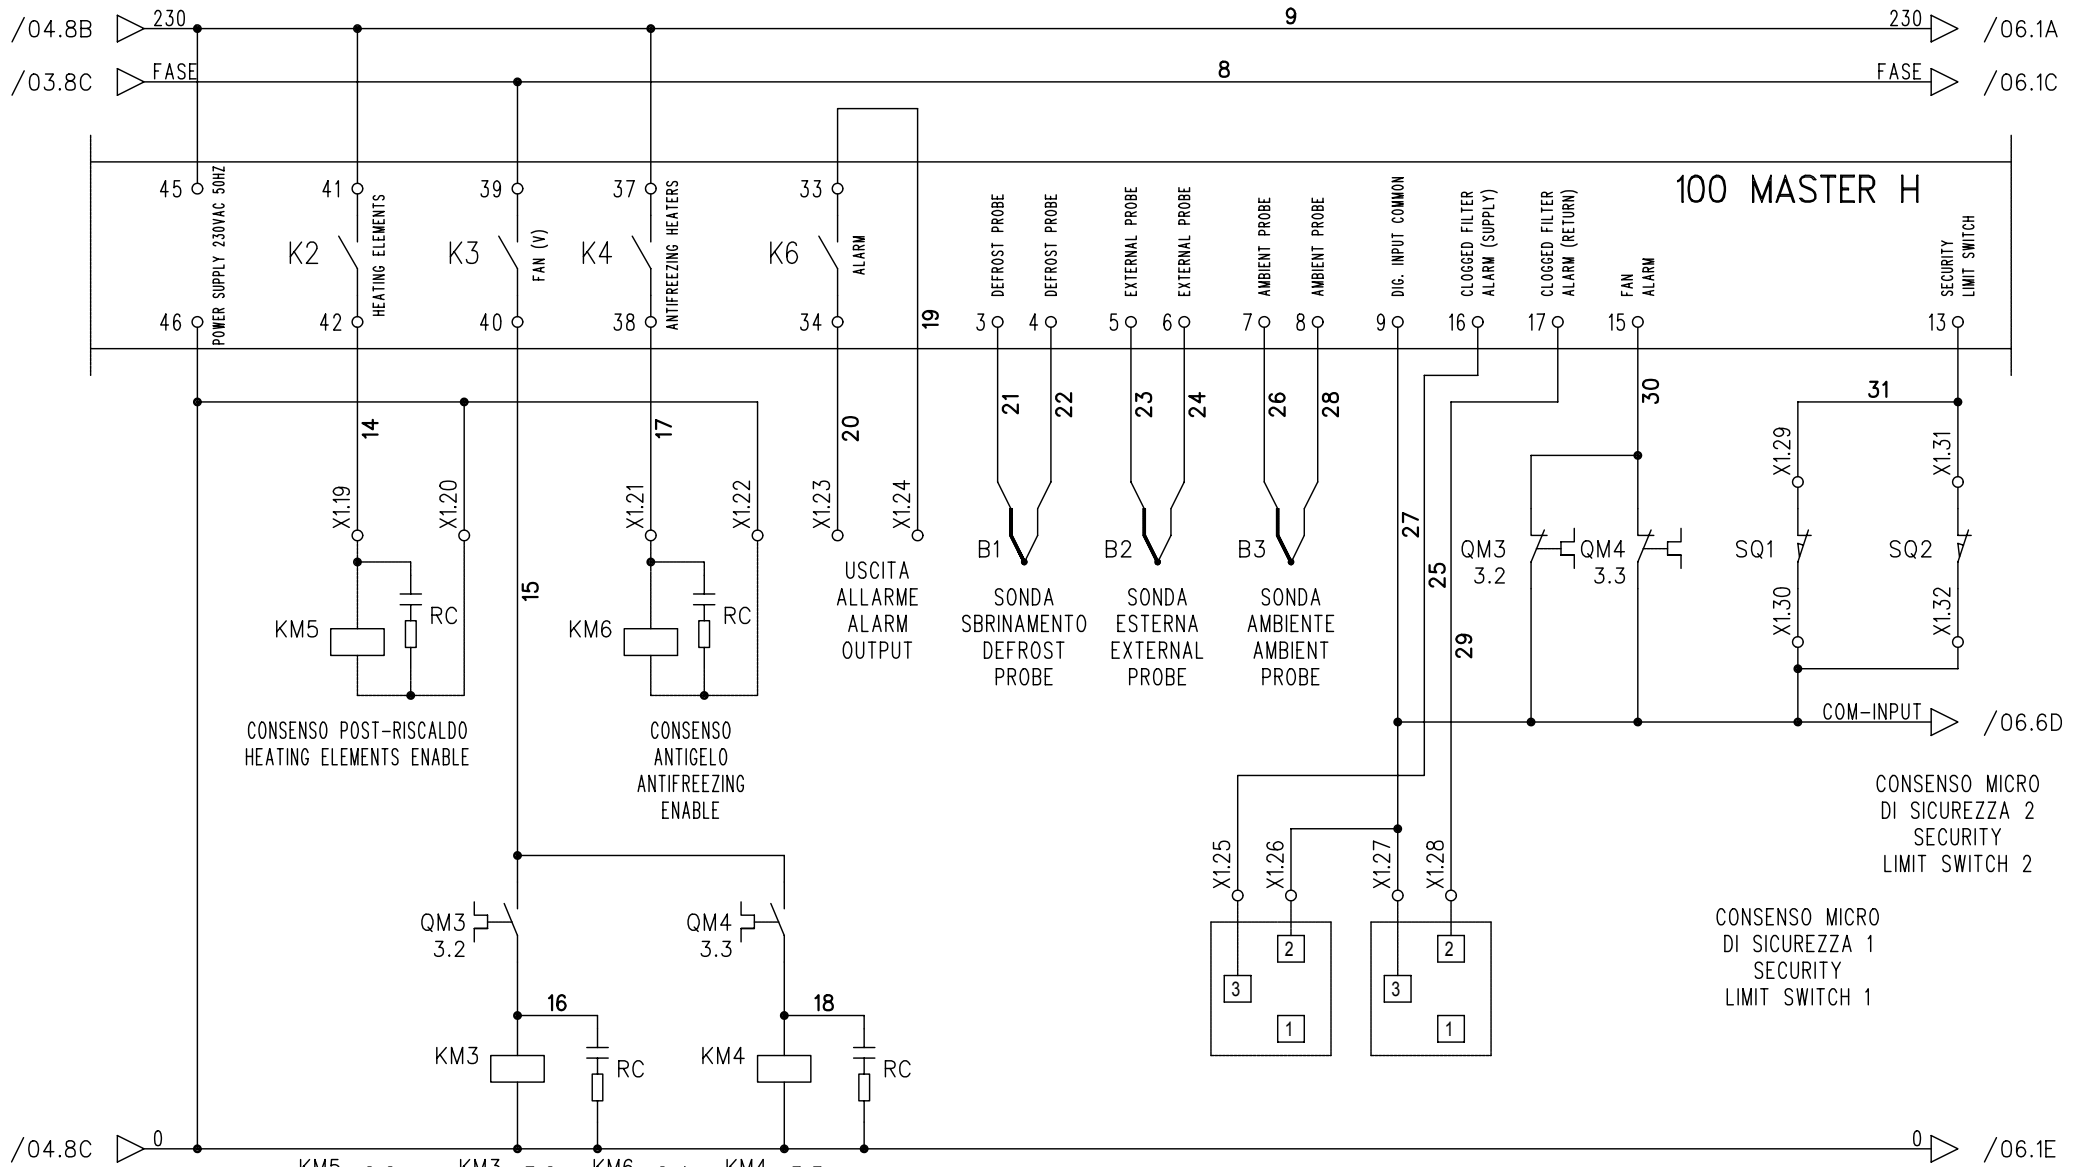 /04.8B
230
9
230
/06.1A
/03.8C
FASE
8
FASE
/06.1C
100 MASTER H
45
46
POWER SUPPLY 230VAC 50HZ
41
K2
HEATING ELEMENTS
42
39
K3
FAN (V)
40
37
K4
ANTIFREEZING HEATERS
38
33
K6
ALARM
34
19
DEFROST PROBE
3
DEFROST PROBE
4
EXTERNAL PROBE
5
EXTERNAL PROBE
6
AMBIENT PROBE
7
AMBIENT PROBE
8
DIG. INPUT COMMON
9
CLOGGED FILTER
ALARM (SUPPLY)
16
CLOGGED FILTER
ALARM (RETURN)
17
FAN
ALARM
15
SECURITY
LIMIT SWITCH
13
14
17
20
21
22
23
24
26
28
30
31
X1.19
X1.20
X1.21
X1.22
X1.23
X1.24
X1.29
X1.31
15
27
25
29
KM5
RC
KM6
RC
USCITA
ALLARME
ALARM
OUTPUT
B1
SONDA
SBRINAMENTO
DEFROST
PROBE
B2
SONDA
ESTERNA
EXTERNAL
PROBE
B3
SONDA
AMBIENTE
AMBIENT
PROBE
QM3
3.2
QM4
3.3
SQ1
SQ2
X1.30
X1.32
COM-INPUT
/06.6D
CONSENSO POST-RISCALDO
HEATING ELEMENTS ENABLE
CONSENSO
ANTIGELO
ANTIFREEZING
ENABLE
CONSENSO MICRO
DI SICUREZZA 2
SECURITY
LIMIT SWITCH 2
X1.25
X1.26
X1.27
X1.28
CONSENSO MICRO
DI SICUREZZA 1
SECURITY
LIMIT SWITCH 1
QM3
3.2
QM4
3.3
2
3
1
2
3
1
16
18
KM3
RC
KM4
RC
/04.8C
0
0
/06.1E
KM5
KM3
KM6
KM4